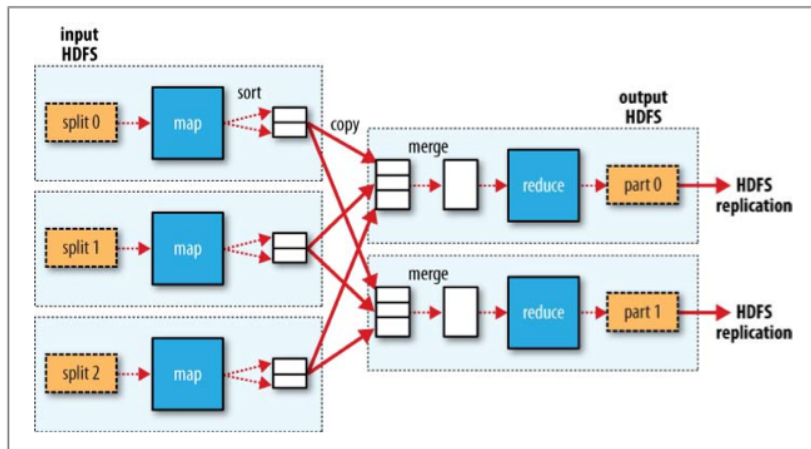 input
HDFS
split 0
map
sort
copy
split 1
map
split 2
map
output
HDFS
merge
reduce
part 0
HDFS
replication
merge
reduce
part 1
HDFS
replication